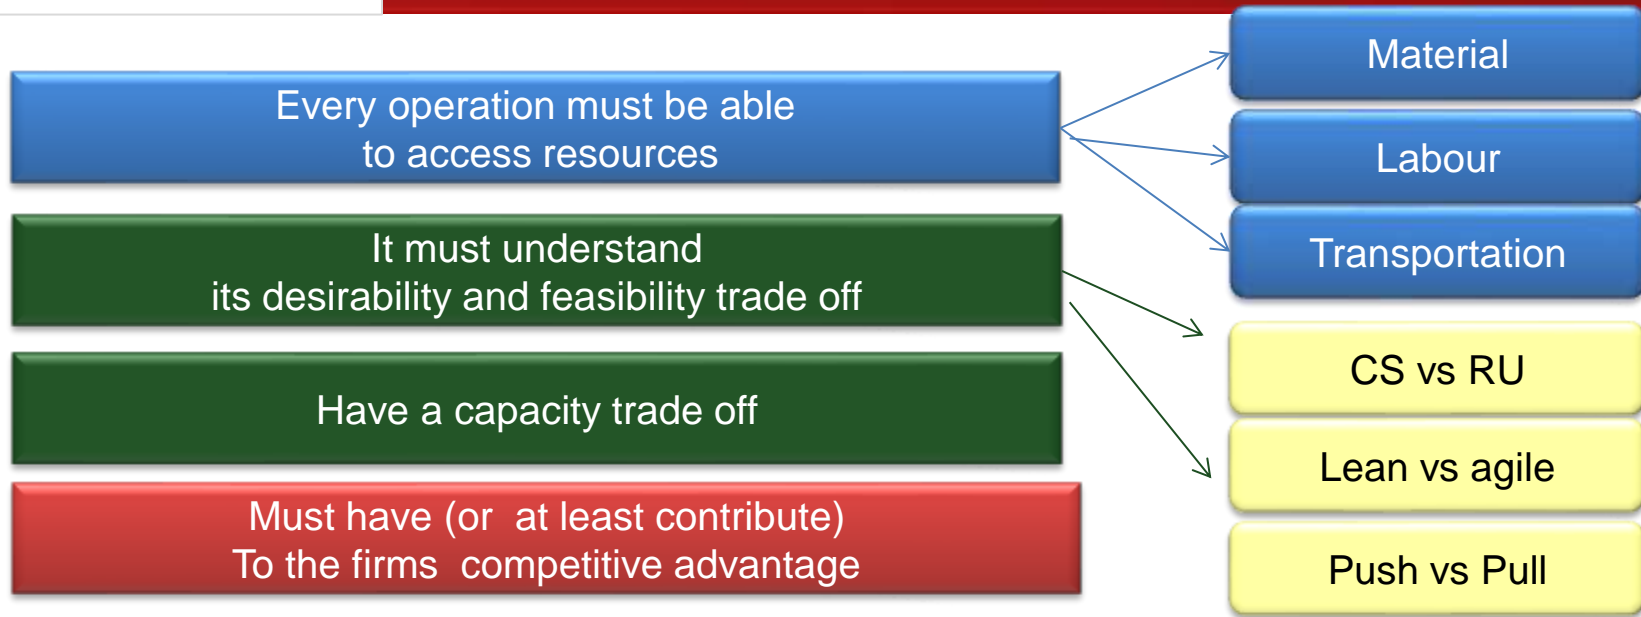 Every operation must be able
to access resources
It must understand
its desirability and feasibility trade off
Have a capacity trade off
Must have (or at least contribute)
To the firms competitive advantage
Material
Labour
Transportation
CS vs RU
Lean vs agile
Push vs Pull